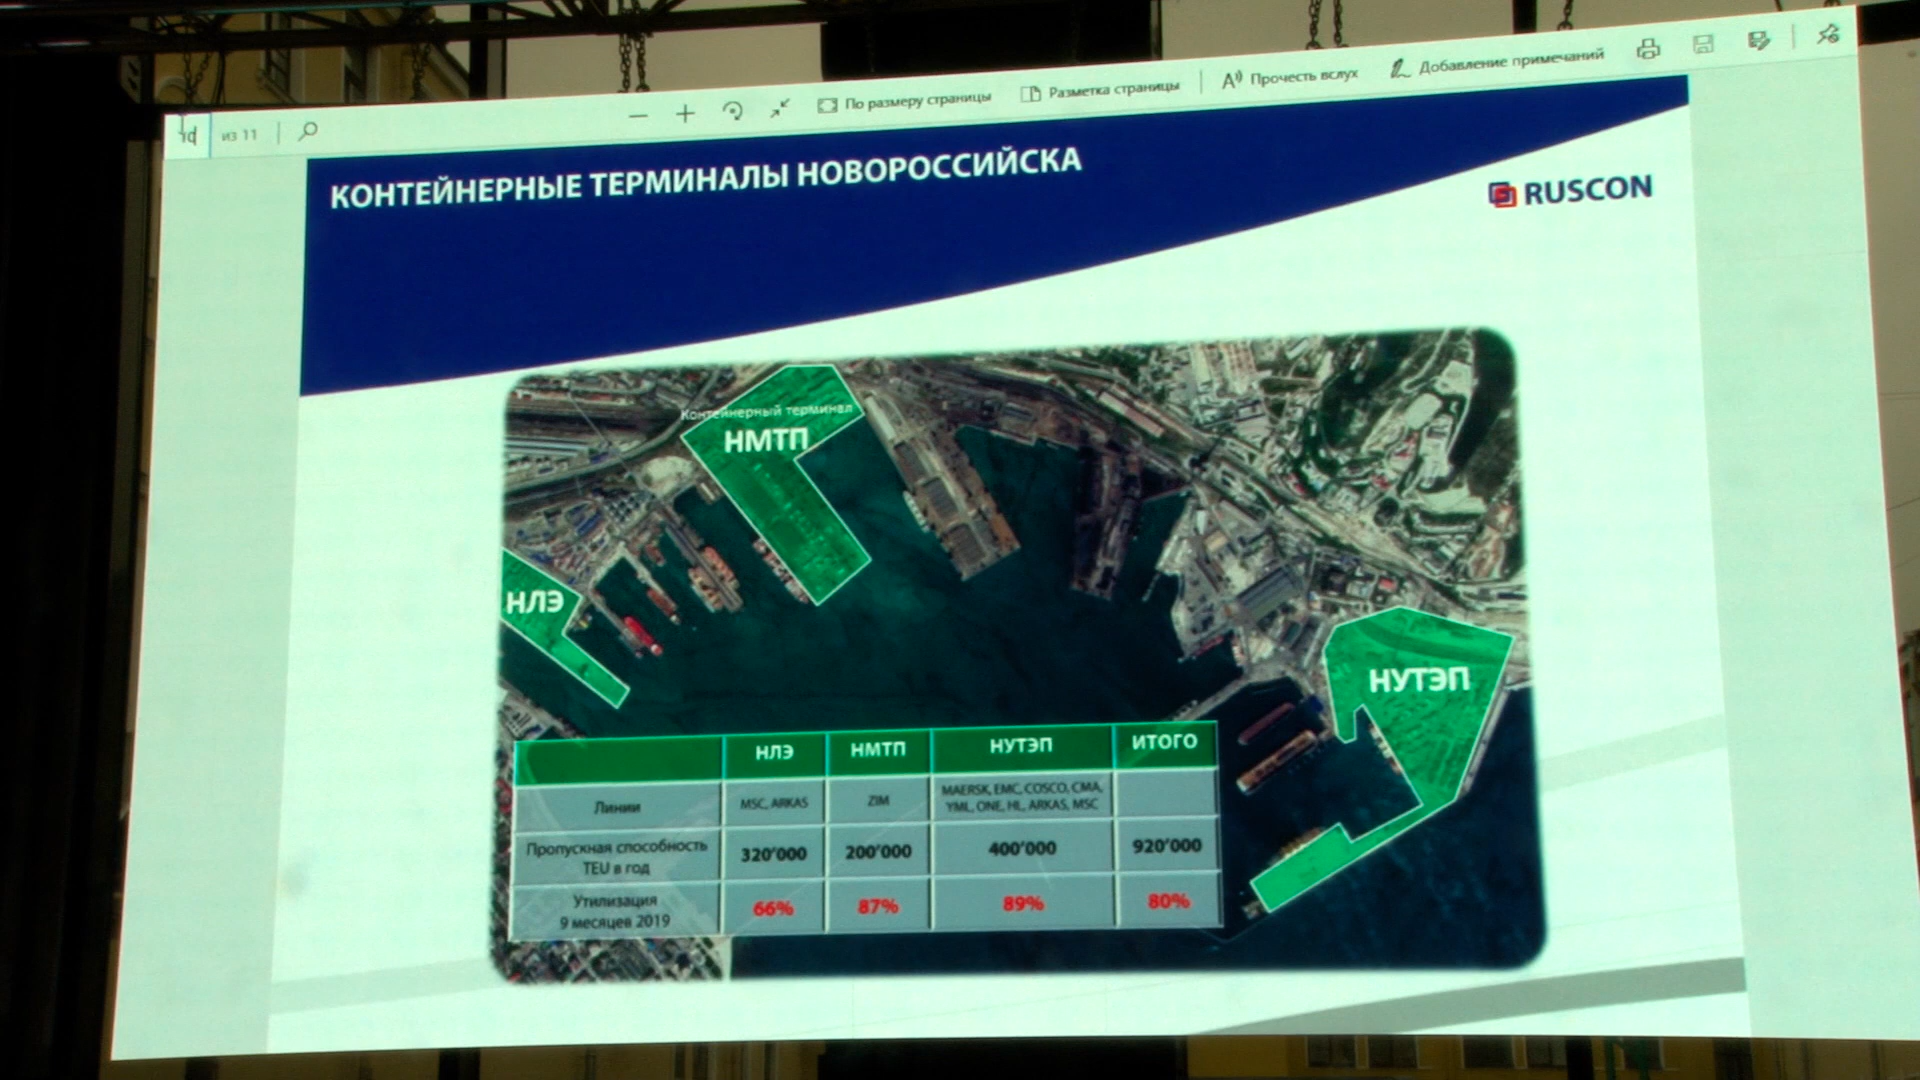 из 11
По размеру страницы
Разметка страницы
Прочесть вслух
Добавление примечаний
КОНТЕЙНЕРНЫЕ ТЕРМИНАЛЫ НОВОРОССИЙСКА
RUSCON
Контейнерный терминал
НМТП
НЛЭ
НУТЭП
НЛЭ НМТП НУТЭП ИТОГО
Линии MSC, ARKAS ZIM MAERSK, EMC, COSCO, CMA,
YML, ONE, HL, ARKAS, MSC
Пропускная способность
TEU в год 320'000 200'000 400'000 920'000
Утилизация
9 месяцев 2019 66% 87% 89% 80%